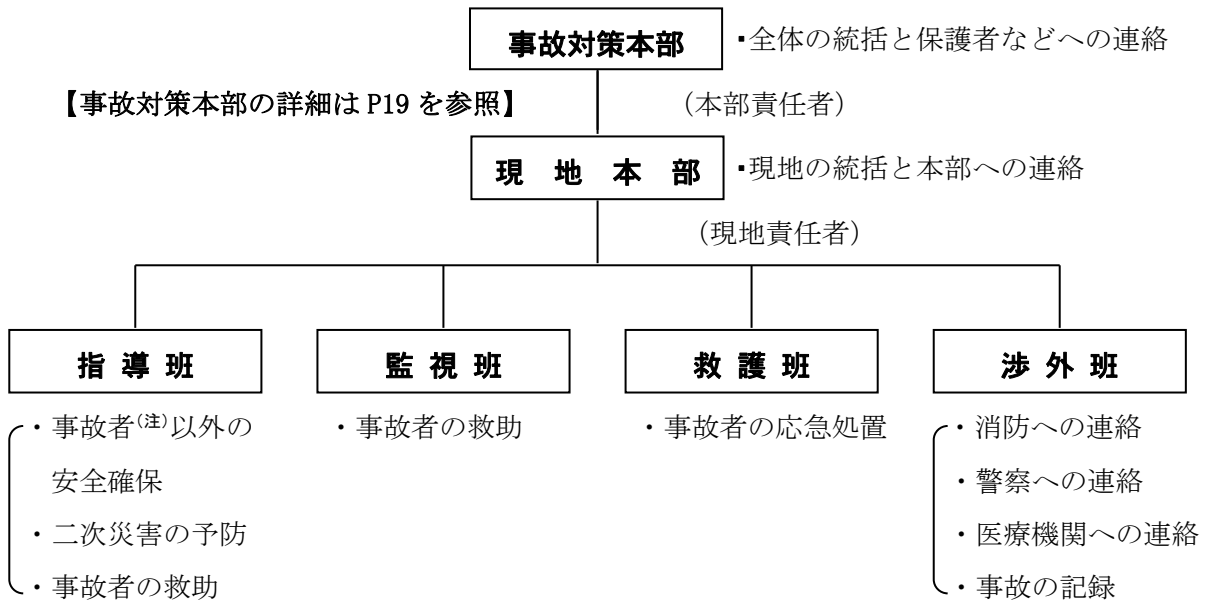 事故対策本部
▪全体の統括と保護者などへの連絡
【事故対策本部の詳細は P19 を参照】
（本部責任者）
現 地 本 部
▪現地の統括と本部への連絡
（現地責任者）
指 導 班
監 視 班
救 護 班
渉 外 班
・事故者(注)以外の
安全確保
・二次災害の予防
・事故者の救助
・事故者の救助
・事故者の応急処置
・消防への連絡
・警察への連絡
・医療機関への連絡
・事故の記録